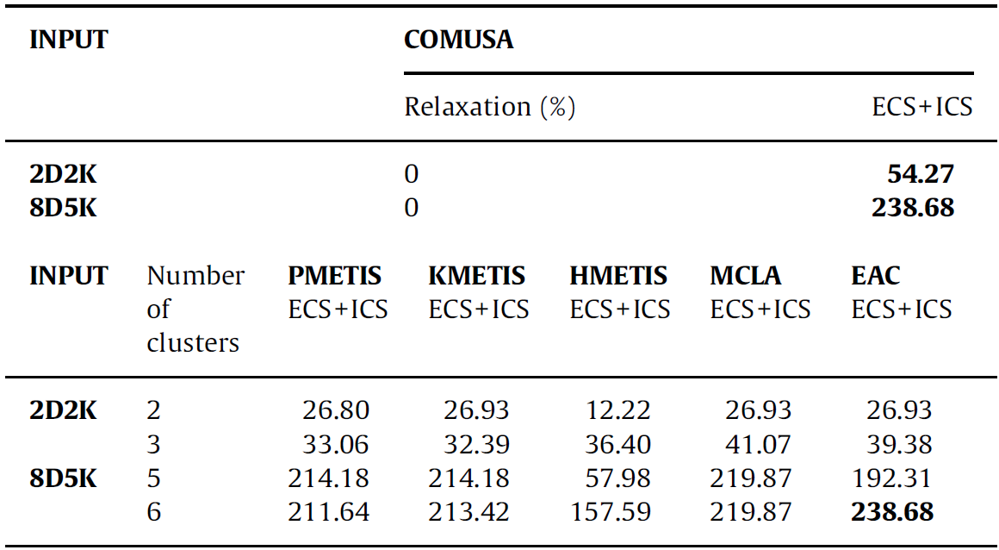 INPUT COMUSA
Relaxation (%) ECS+ICS
2D2K 0 54.27
8D5K 0 238.68
INPUT Number PMETIS KMETIS HMETIS MCLA EAC
of ECS+ICS ECS+ICS ECS+ICS ECS+ICS ECS+ICS
clusters
2D2K 2 26.80 26.93 12.22 26.93 26.93
3 33.06 32.39 36.40 41.07 39.38
8D5K 5 214.18 214.18 57.98 219.87 192.31
6 211.64 213.42 157.59 219.87 238.68